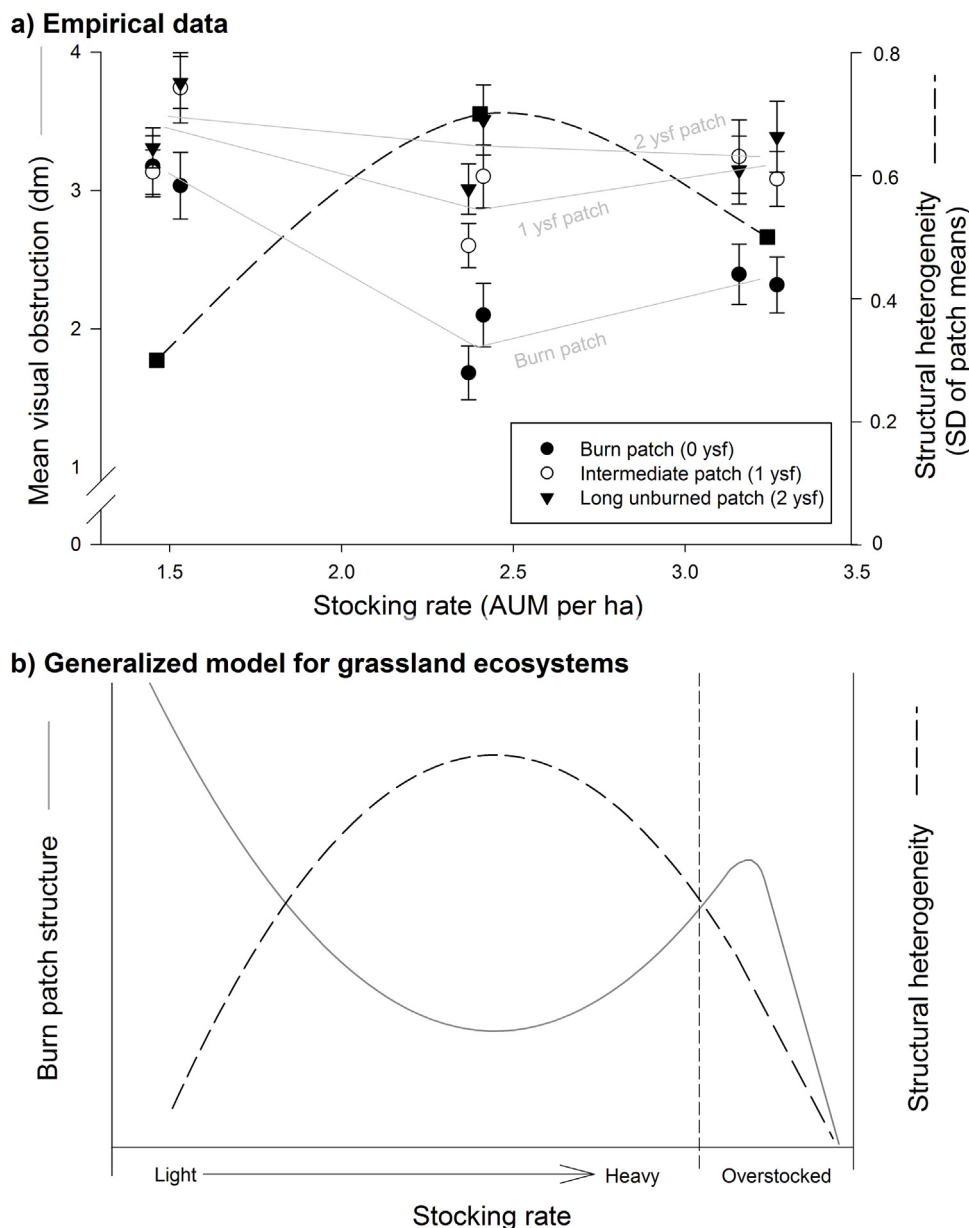 a) Empirical data
Mean visual obstruction (dm)
4
3
2
1
0
0.8
0.6
0.4
0.2
0
Structural heterogeneity
(SD of patch means)
2 ysf patch
1 ysf patch
Burn patch
Burn patch (0 ysf)
Intermediate patch (1 ysf)
Long unburned patch (2 ysf)
1.5 2.0 2.5 3.0 3.5
Stocking rate (AUM per ha)
b) Generalized model for grassland ecosystems
Burn patch structure
Structural heterogeneity
Light Heavy Overstocked
Stocking rate